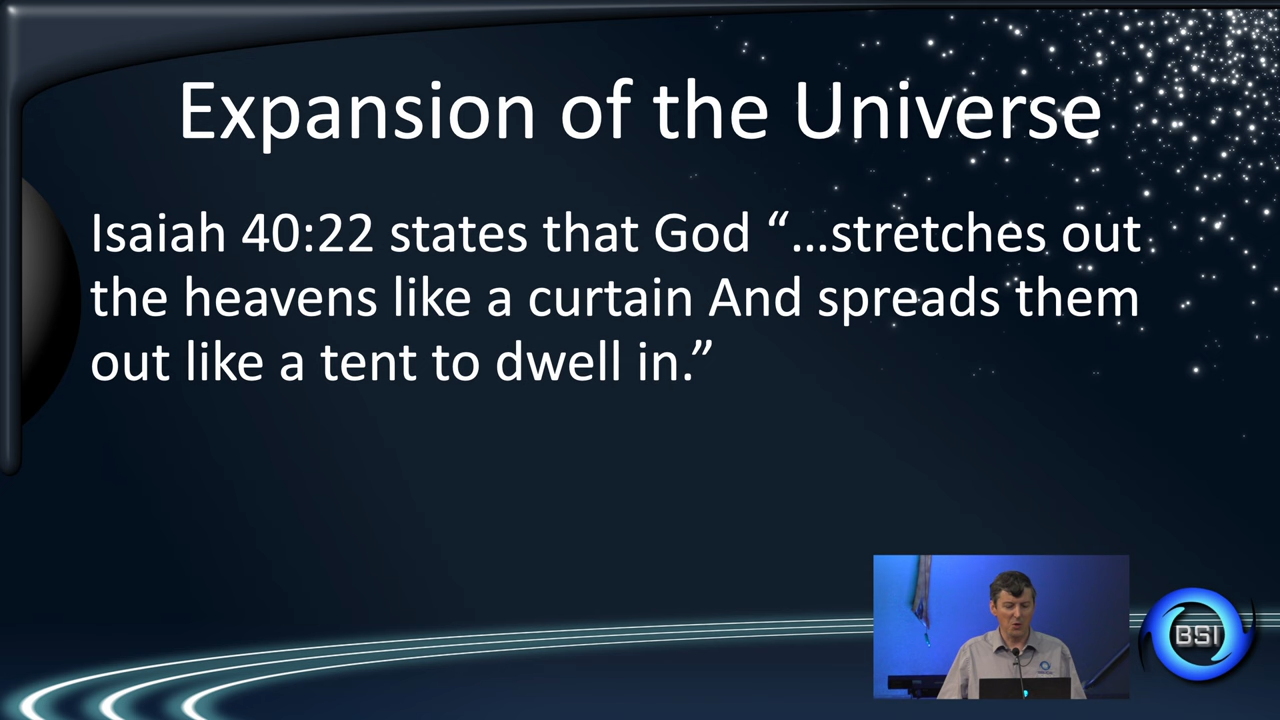 Expansion of the Universe
Isaiah 40:22 states that God “…stretches out
the heavens like a curtain And spreads them
out like a tent to dwell in.”
BSI